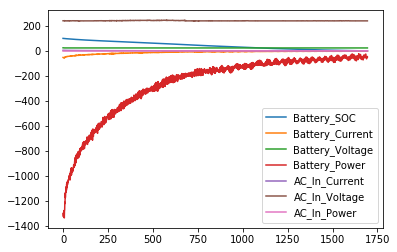 200
0
−200
−400
−600
−800
−1000
−1200
−1400
0
250
500
750
1000
1250
1500
1750
Battery_SOC
Battery_Current
Battery_Voltage
Battery_Power
AC_In_Current
AC_In_Voltage
AC_In_Power